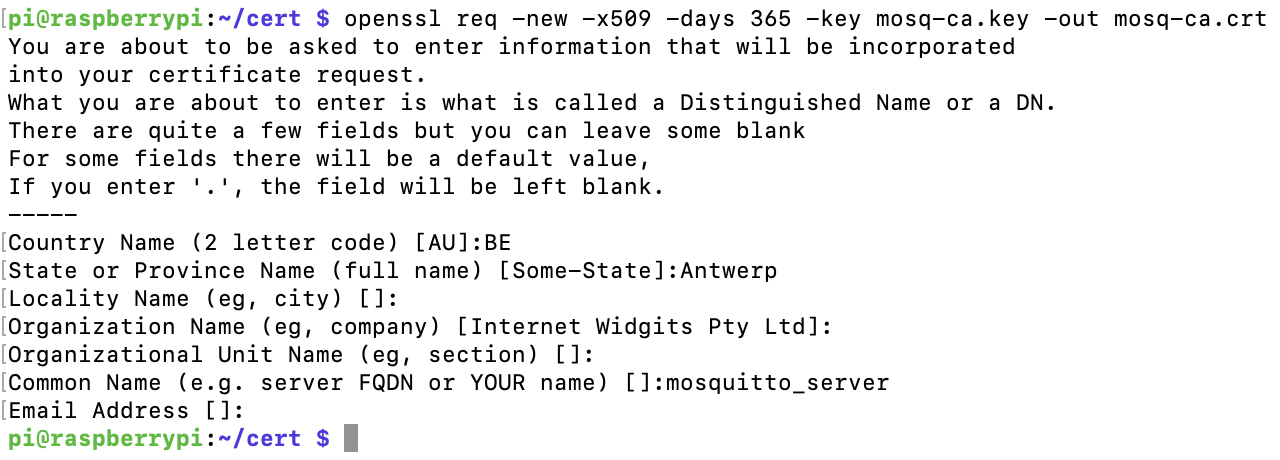 pi@raspberrypi:~/cert $ openssl req -new -x509 -days 365 -key mosq-ca.key -out mosq-ca.crt
You are about to be asked to enter information that will be incorporated
into your certificate request.
What you are about to enter is what is called a Distinguished Name or a DN.
There are quite a few fields but you can leave some blank
For some fields there will be a default value,
If you enter '.', the field will be left blank.
-----
Country Name (2 letter code) [AU]:BE
State or Province Name (full name) [Some-State]:Antwerp
Locality Name (eg, city) []:
Organization Name (eg, company) [Internet Widgits Pty Ltd]:
Organizational Unit Name (eg, section) []:
Common Name (e.g. server FQDN or YOUR name) []:mosquitto_server
Email Address []:
pi@raspberrypi:~/cert $